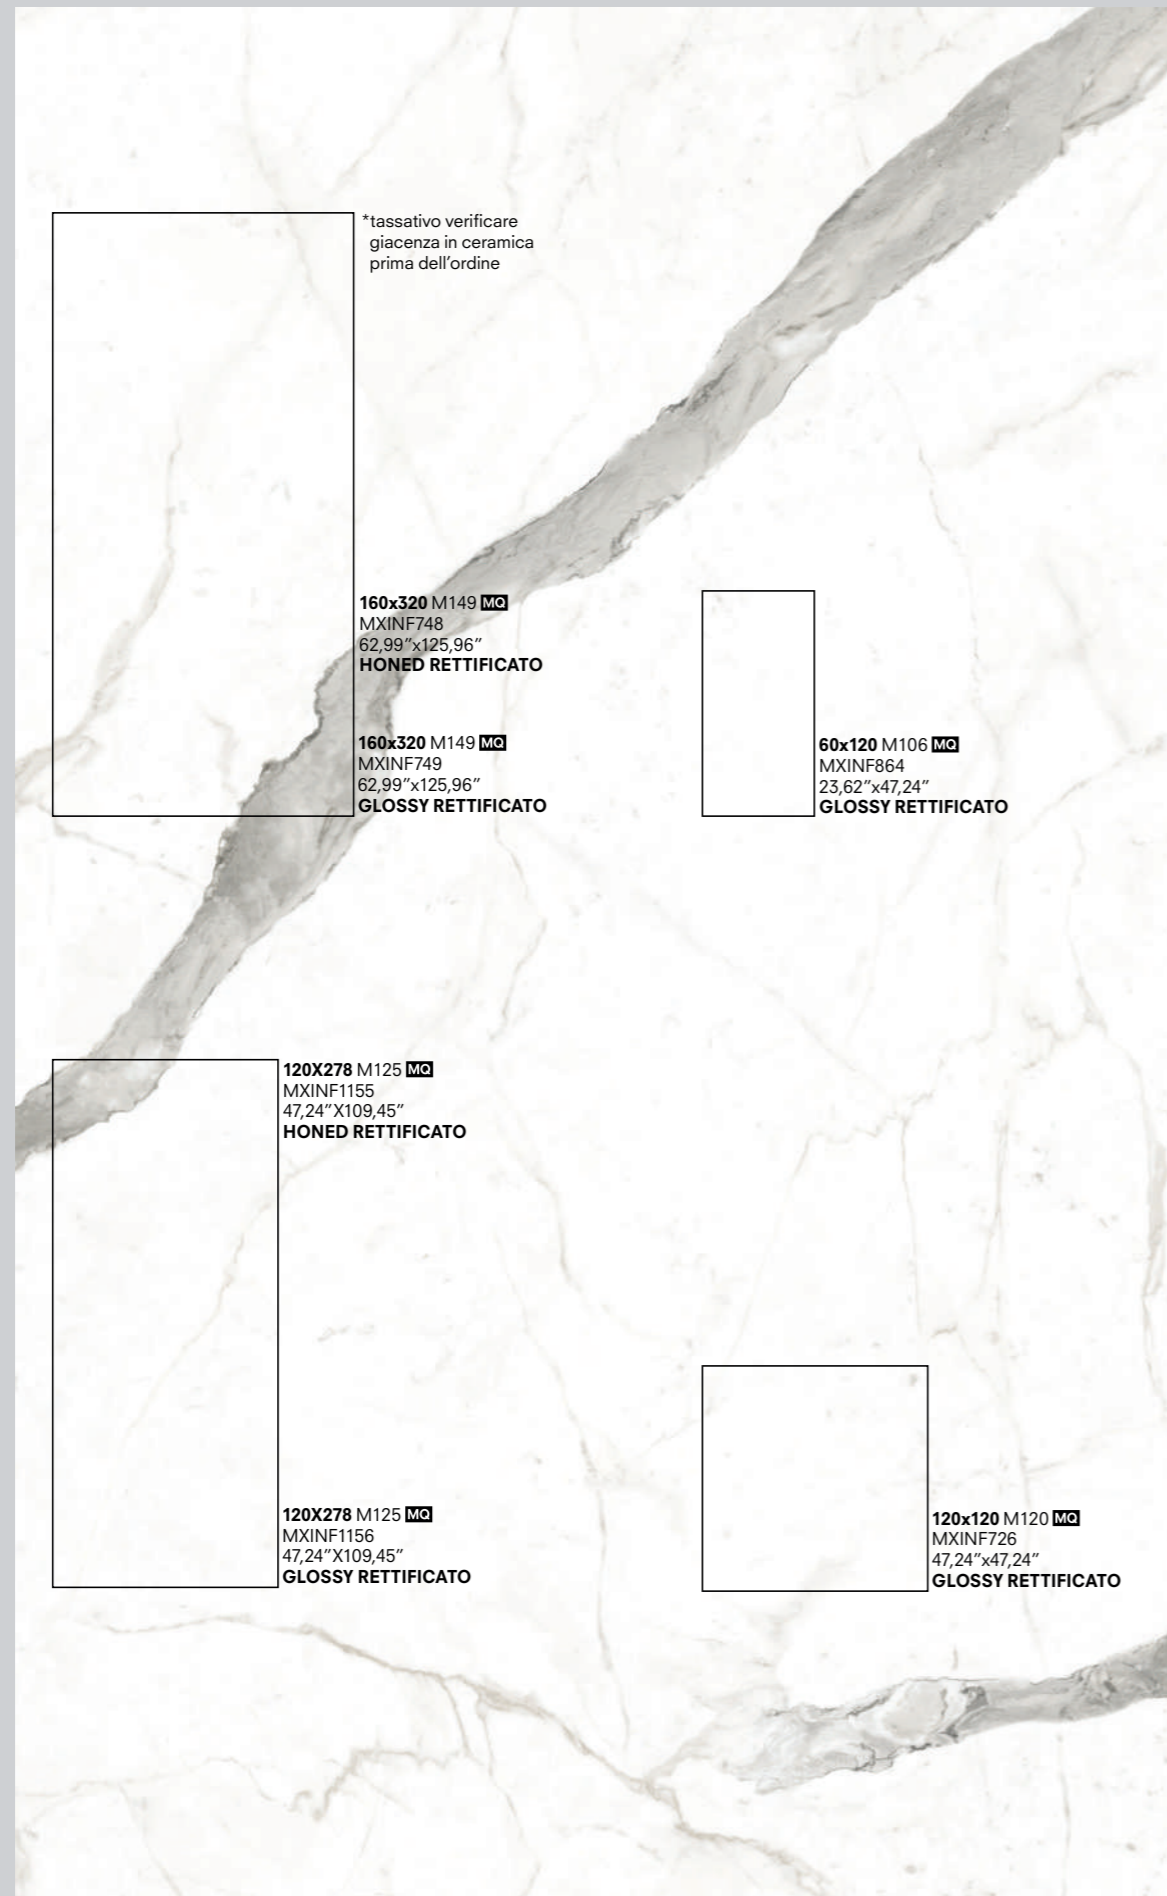 *tassativo verificare
giacenza in ceramica
prima dell’ordine
160x320 M149 MQ
MXINF748
62,99”x125,96”
HONED RETTIFICATO
160x320 M149 MQ
MXINF749
62,99”x125,96”
GLOSSY RETTIFICATO
60x120 M106 MQ
MXINF864
23,62”x47,24”
GLOSSY RETTIFICATO
120X278 M125 MQ
MXINF1155
47,24”X109,45”
HONED RETTIFICATO
120X278 M125 MQ
MXINF1156
47,24”X109,45”
GLOSSY RETTIFICATO
120x120 M120 MQ
MXINF726
47,24”x47,24”
GLOSSY RETTIFICATO